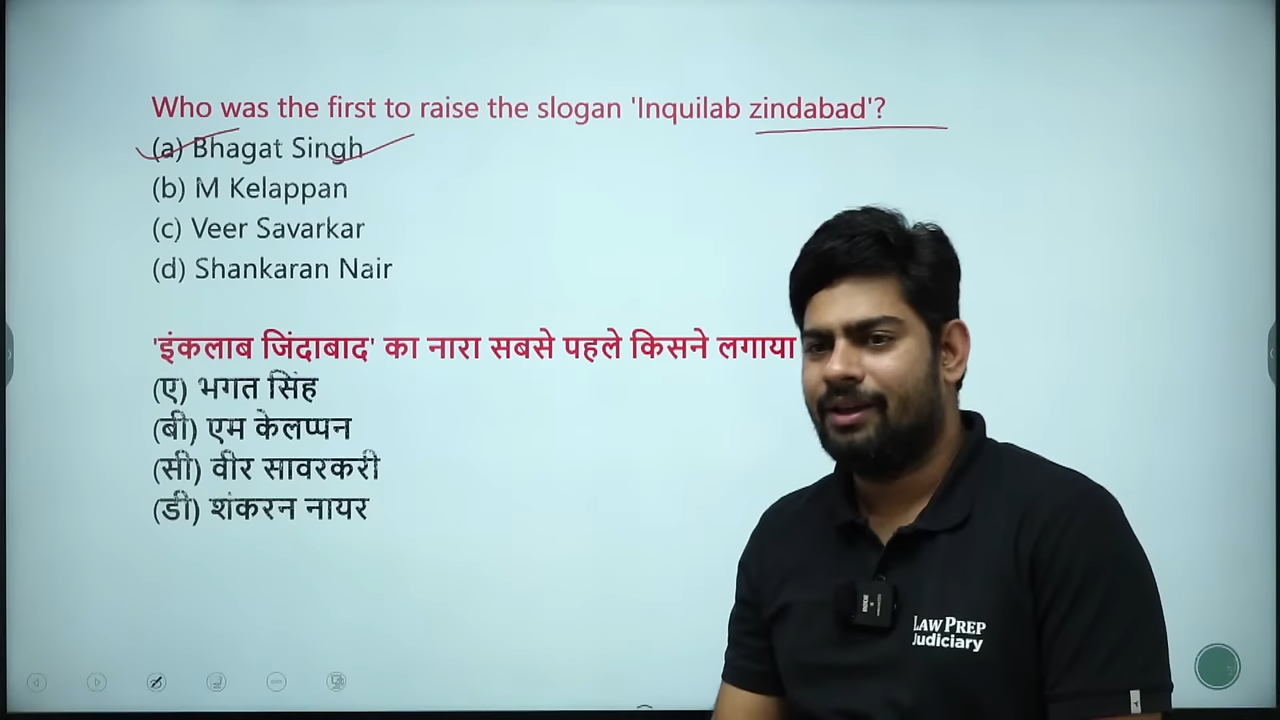 Who was the first to raise the slogan 'Inquilab zindabad'?
(a) Bhagat Singh
(b) M Kelappan
(c) Veer Savarkar
(d) Shankaran Nair
'इंकलाब जिंदाबाद' का नारा सबसे पहले किसने लगाया
(ए) भगत सिंह
(बी) एम केलप्पन
(सी) वीर सावरकरी
(डी) शंकरन नायर
LAW PREP
Judiciary